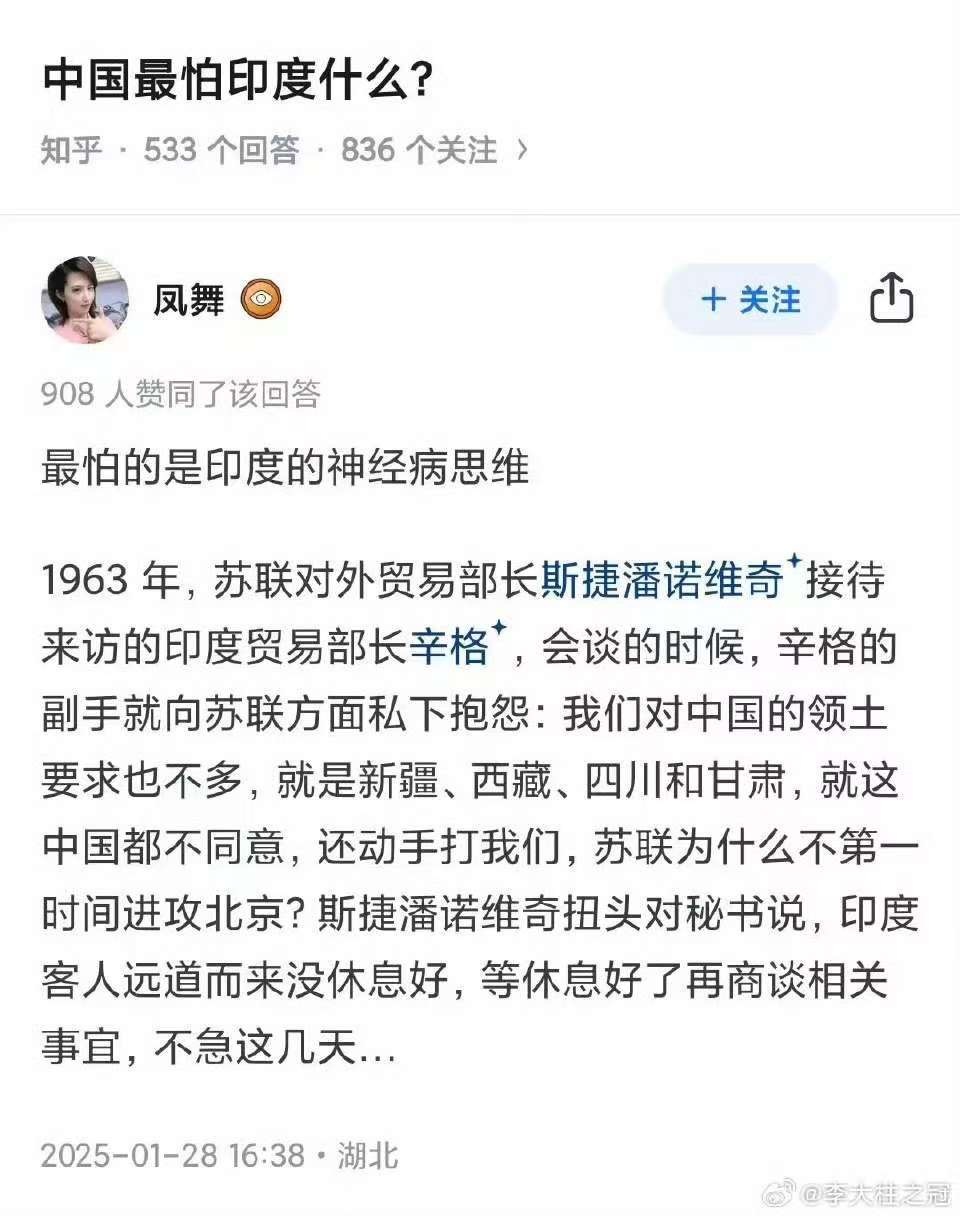 中国最怕印度什么?
知乎 · 533 个回答 · 836 个关注 >
凤舞
+ 关注
908 人赞同了该回答
最怕的是印度的神经病思维
1963 年，苏联对外贸易部长斯捷潘诺维奇接待
来访的印度贸易部长辛格，会谈的时候，辛格的
副手就向苏联方面私下抱怨：我们对中国的领土
要求也不多，就是新疆、西藏、四川和甘肃，就这
中国都不同意，还动手打我们，苏联为什么不第一
时间进攻北京？斯捷潘诺维奇扭头对秘书说，印度
客人远道而来没休息好，等休息好了再商谈相关
事宜，不急这几天...
2025-01-28 16:38 · 湖北
@李大柱之冠